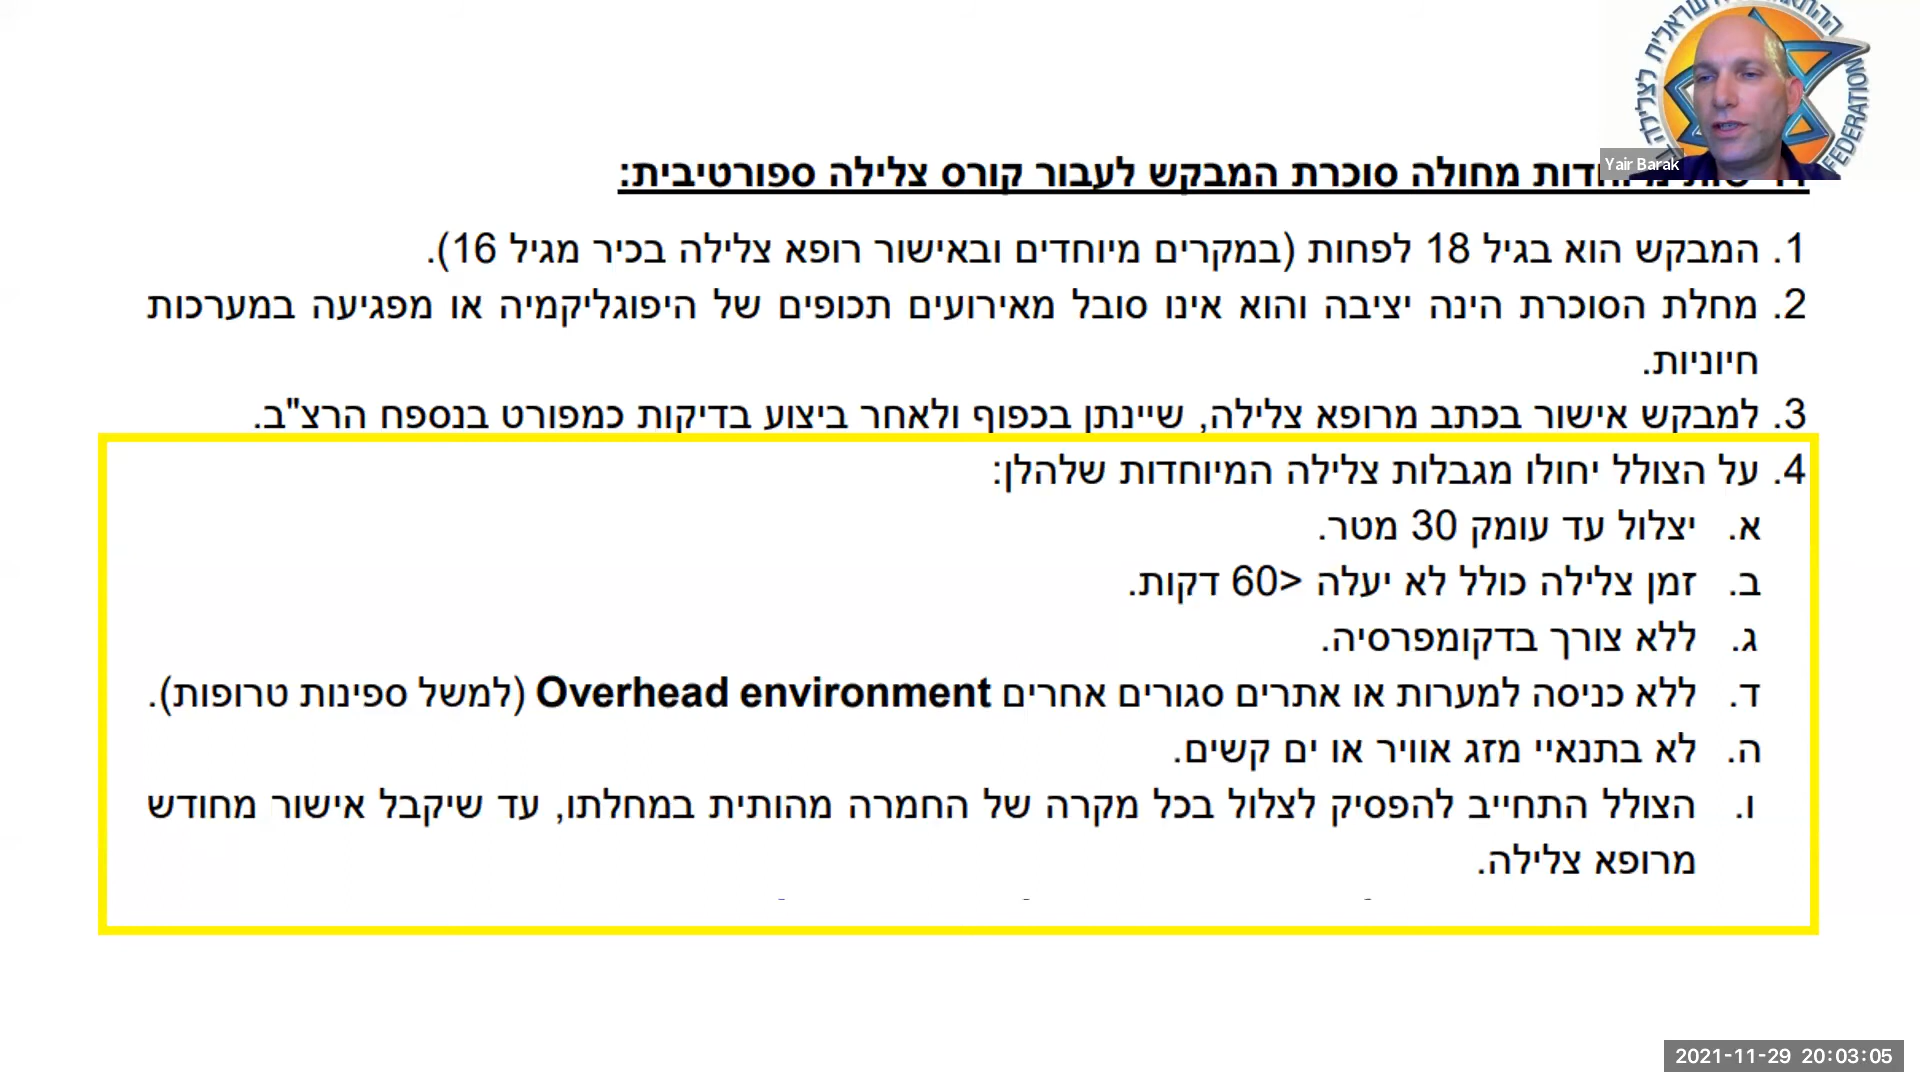 ההתאחדות הישראלית לצלילה
FEDERATION
Yair Barak
מחולה סוכרת המבקש לעבור קורס צלילה ספורטיבית:
1. המבקש הוא בגיל 18 לפחות (במקרים מיוחדים ובאישור רופא צלילה בכיר מגיל 16).
2. מחלת הסוכרת הינה יציבה והוא אינו סובל מאירועים תכופים של היפוגליקמיה או מפגיעה במערכות
חיוניות.
3. למבקש אישור בכתב מרופא צלילה, שיינתן בכפוף ולאחר ביצוע בדיקות כמפורט בנספח הרצ"ב.
4. על הצולל יחולו מגבלות צלילה המיוחדות שלהלן:
א. יצלול עד עומק 30 מטר.
ב. זמן צלילה כולל לא יעלה <60 דקות.
ג. ללא צורך בדקומפרסיה.
ד. ללא כניסה למערות או אתרים סגורים אחרים Overhead environment (למשל ספינות טרופות).
ה. לא בתנאיי מזג אוויר או ים קשים.
ו. הצולל התחייב להפסיק לצלול בכל מקרה של החמרה מהותית במחלתו, עד שיקבל אישור מחודש
מרופא צלילה.
2021-11-29 20:03:05